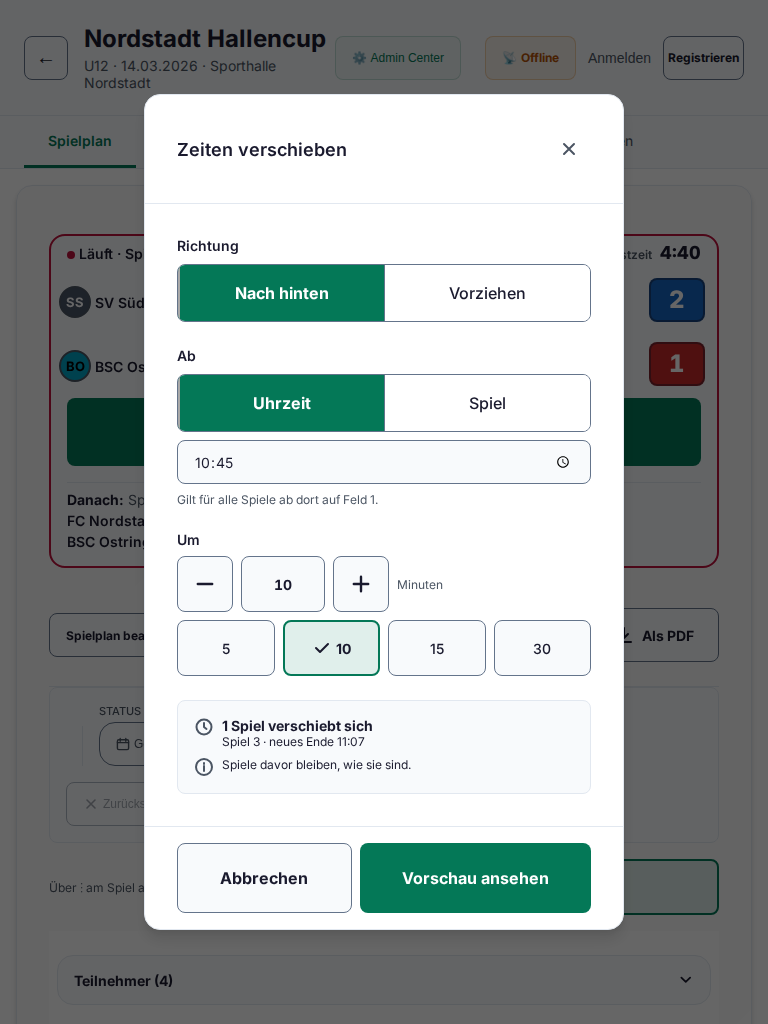 Nordstadt Hallencup
U12 · 14.03.2026 · Sporthalle
Nordstadt
←
Admin Center
Offline
Anmelden
Registrieren
Spielplan
Zeiten verschieben
Richtung
Nach hinten
Vorziehen
Ab
Uhrzeit
Spiel
10:45
Gilt für alle Spiele ab dort auf Feld 1.
Um
10
Minuten
5
10
15
30
1 Spiel verschiebt sich
Spiel 3 · neues Ende 11:07
Spiele davor bleiben, wie sie sind.
Abbrechen
Vorschau ansehen
Läuft · Sp
4:40
SS SV Süd
2
BO BSC Os
1
Danach: Sp
FC Nordsta
BSC Ostring
Spielplan bea
Als PDF
STATUS
Zurücks
Über ⋮ am Spiel a
Teilnehmer (4)